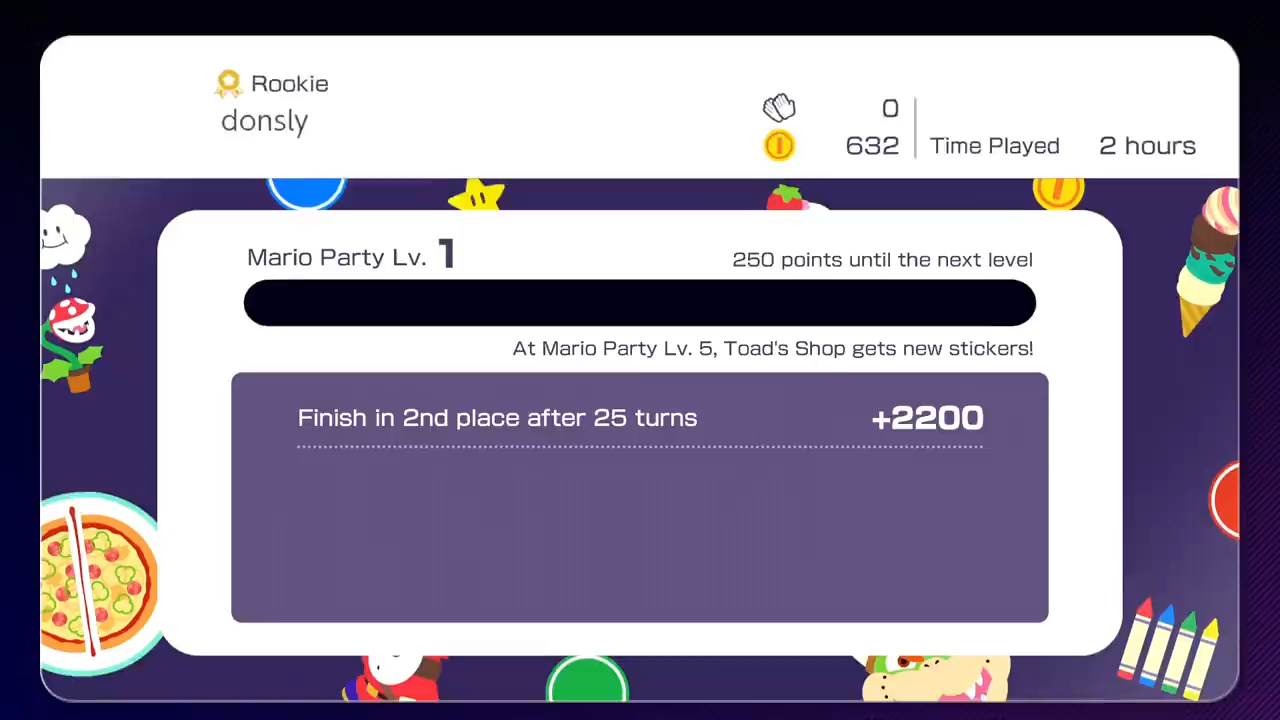 Rookie
donsly
0
632
Time Played 2 hours
Mario Party Lv. 1
250 points until the next level
At Mario Party Lv. 5, Toad's Shop gets new stickers!
Finish in 2nd place after 25 turns +2200